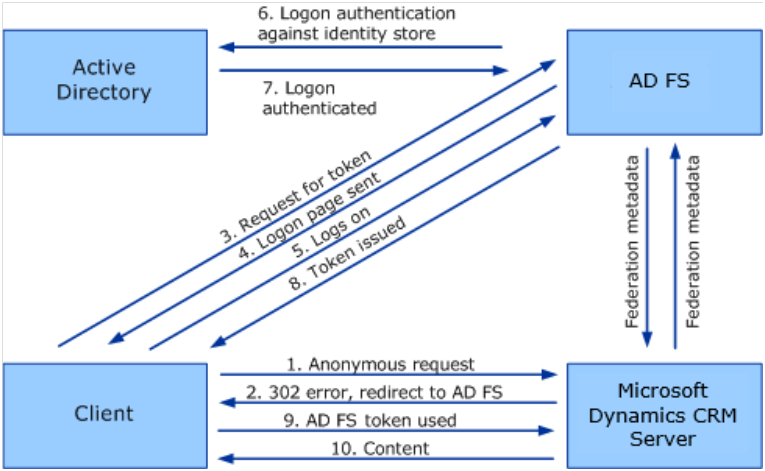 6. Logon authentication
against identity store
Active
Directory
AD FS
7. Logon
authenticated
3. Request for token
4. Logon page sent
5. Logs on
8. Token issued
Federation metadata
Federation metadata
1. Anonymous request
2. 302 error, redirect to AD FS
9. AD FS token used
10. Content
Client
Microsoft
Dynamics CRM
Server